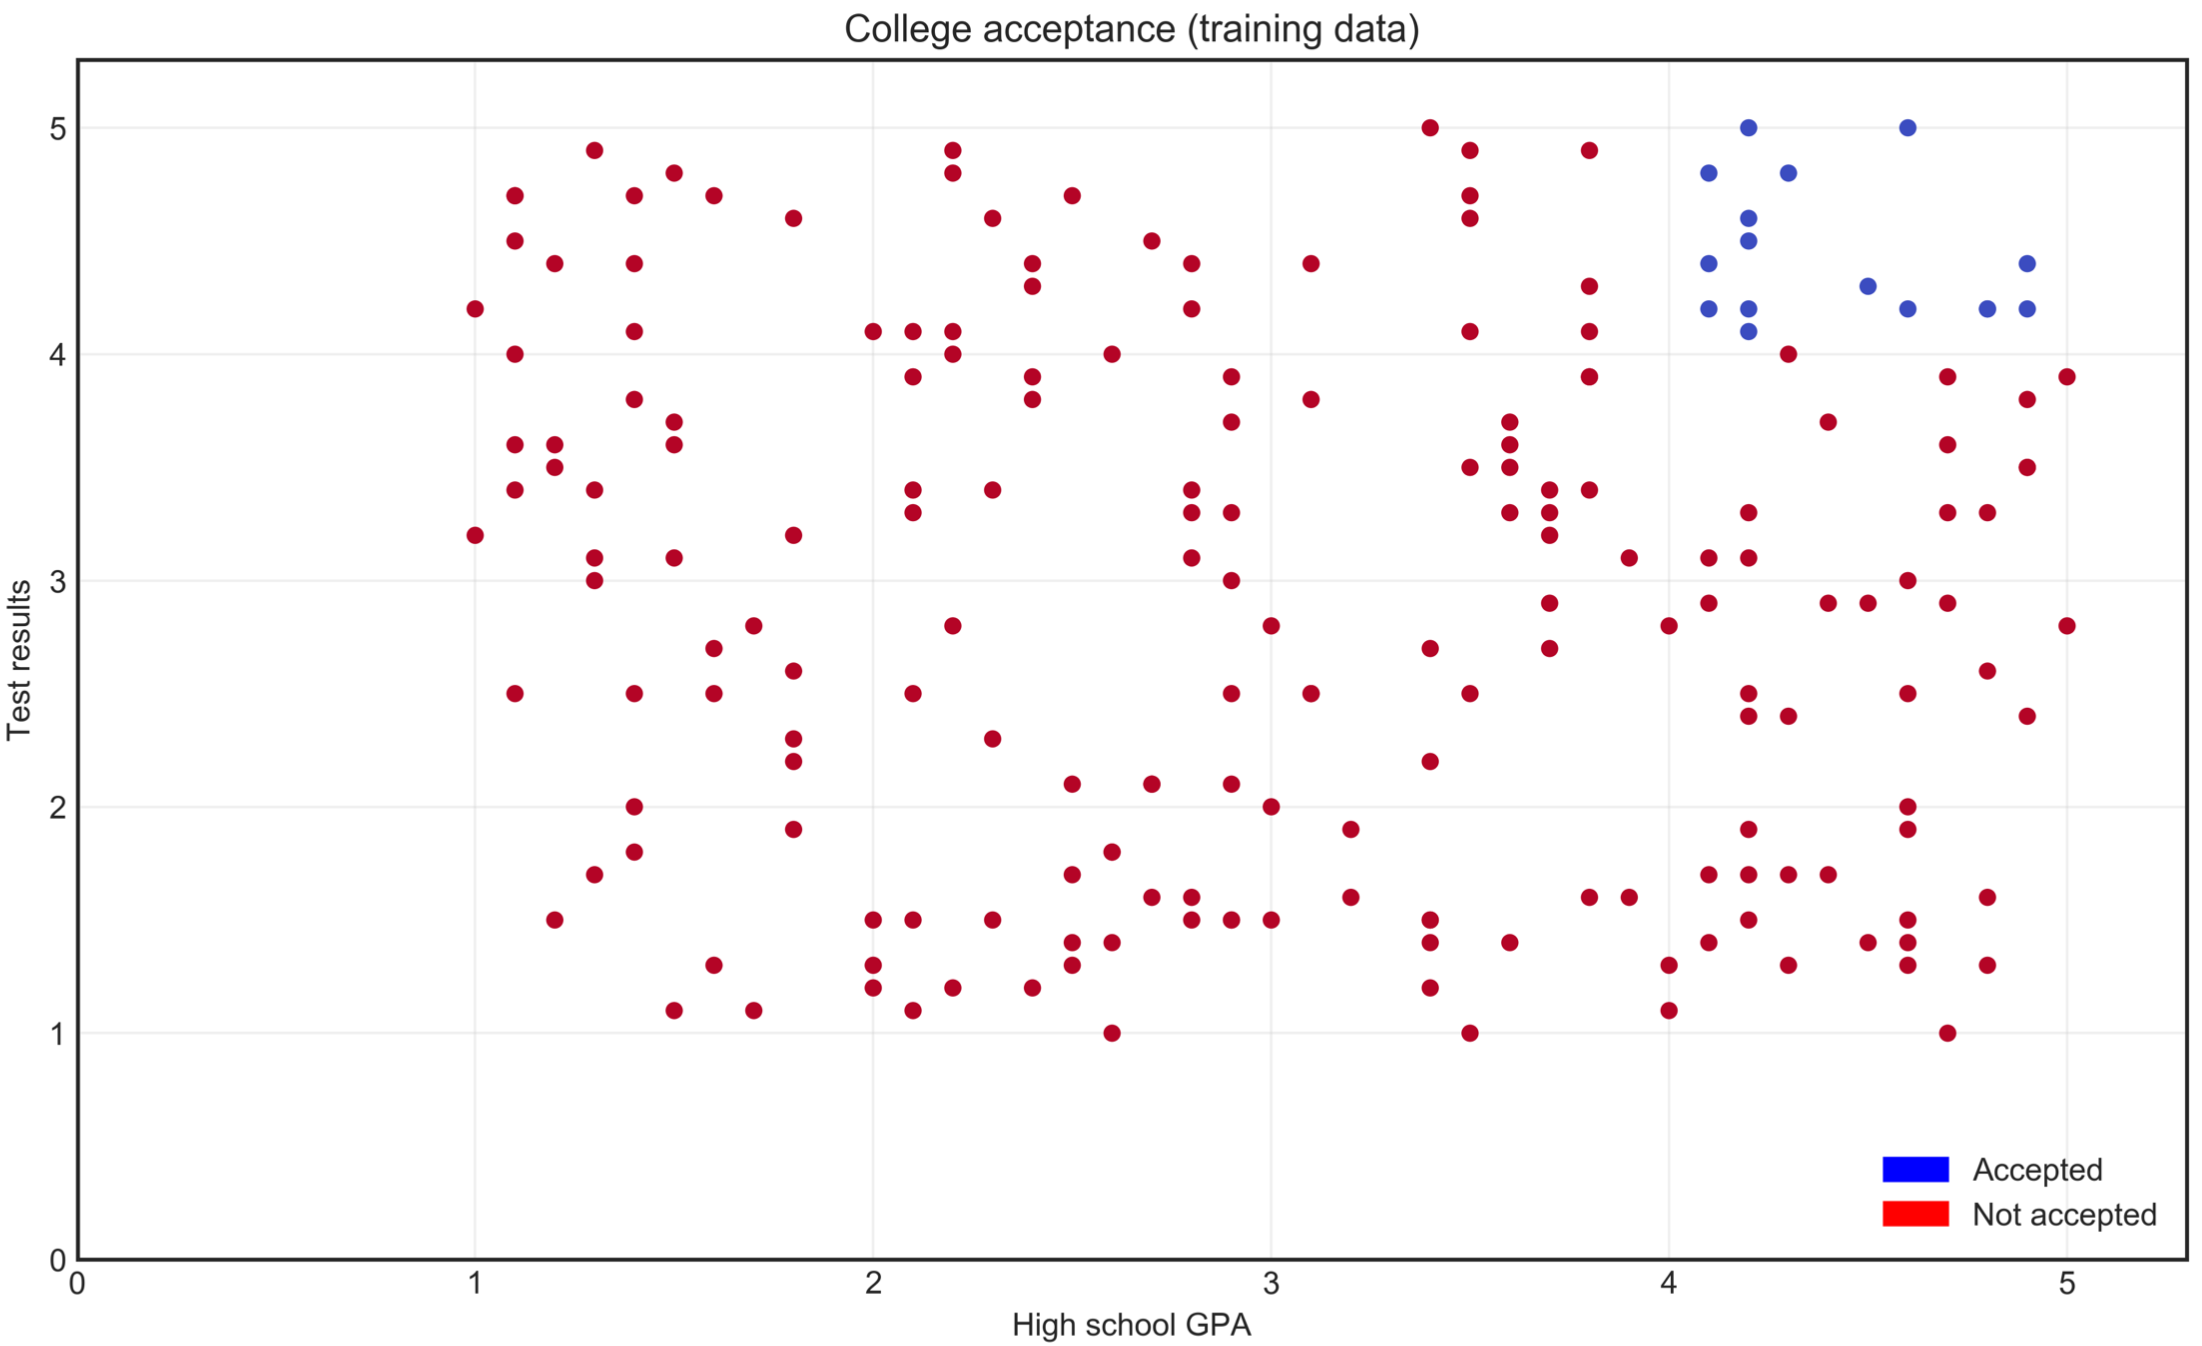 College acceptance (training data)
5
4
3
2
1
0
Test results
0 1 2 3 4 5
High school GPA
Accepted
Not accepted